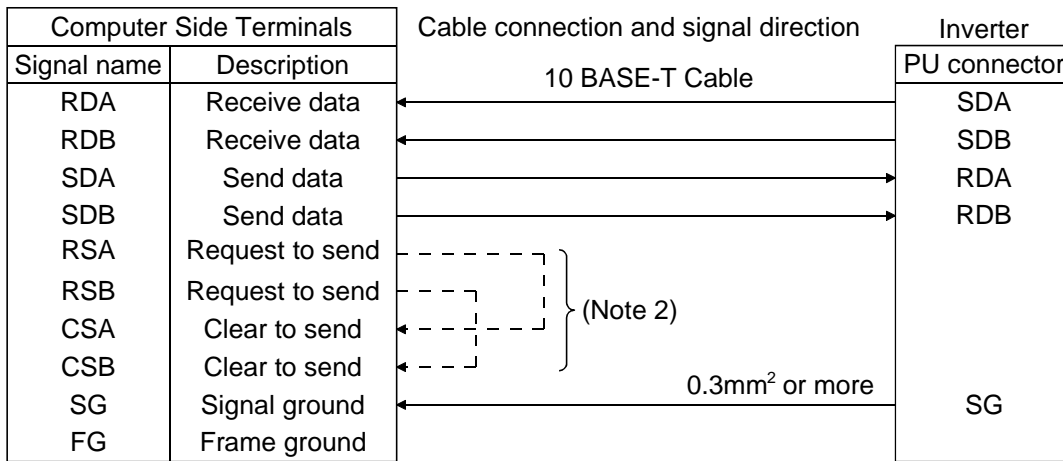 Computer Side Terminals Cable connection and signal direction Inverter
Signal name Description 10 BASE-T Cable PU connector
RDA Receive data SDA
RDB Receive data SDB
SDA Send data RDA
SDB Send data RDB
RSA Request to send
RSB Request to send (Note 2)
CSA Clear to send
CSB Clear to send
0.3mm² or more
SG Signal ground SG
FG Frame ground